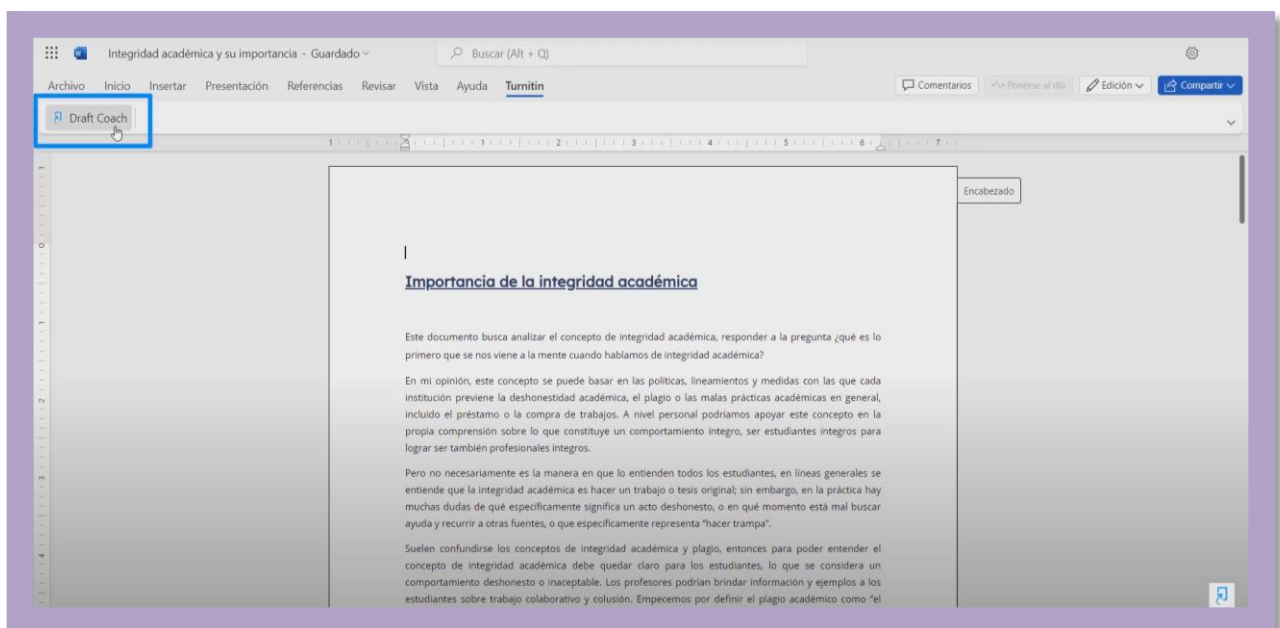 Integridad académica y su importancia - Guardado
Buscar (Alt + Q)
Archivo Inicio Insertar Presentación Referencias Revisar Vista Ayuda Turnitin
Comentarios Ponerse al día Edición Compartir
Draft Coach
1 1 2 3 4 5 6 7
Encabezado
Importancia de la integridad académica
Este documento busca analizar el concepto de integridad académica, responder a la pregunta ¿qué es lo
primero que se nos viene a la mente cuando hablamos de integridad académica?
En mi opinión, este concepto se puede basar en las políticas, lineamientos y medidas con las que cada
institución previene la deshonestidad académica, el plagio o las malas prácticas académicas en general,
incluido el préstamo o la compra de trabajos. A nivel personal podríamos apoyar este concepto en la
propia comprensión sobre lo que constituye un comportamiento integro, ser estudiantes íntegros para
lograr ser también profesionales íntegros.
Pero no necesariamente es la manera en que lo entienden todos los estudiantes, en líneas generales se
entiende que la integridad académica es hacer un trabajo o tesis original; sin embargo, en la práctica hay
muchas dudas de qué específicamente significa un acto deshonesto, o en qué momento está mal buscar
ayuda y recurrir a otras fuentes, o que específicamente representa "hacer trampa".
Suelen confundirse los conceptos de integridad académica y plagio, entonces para poder entender el
concepto de integridad académica debe quedar claro para los estudiantes, lo que se considera un
comportamiento deshonesto o inaceptable. Los profesores podrían brindar información y ejemplos a los
estudiantes sobre trabajo colaborativo y colusión. Empecemos por definir el plagio académico como "el